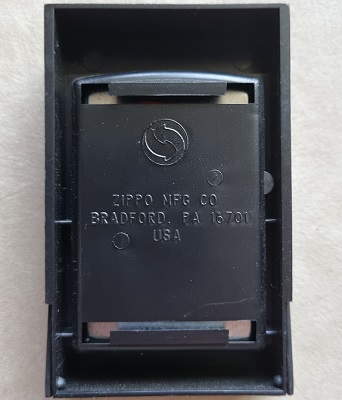 ZIPPO MFG CO
BRADFORD, PA 16701
USA